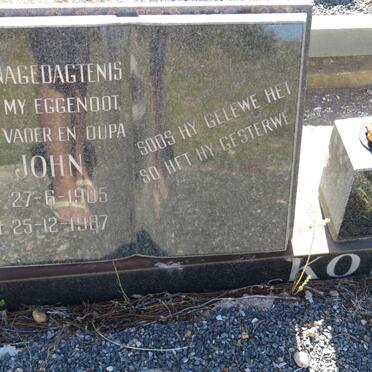 NAGEDAGTENIS
MY EGGENOOT,
VADER EN OUPA
JOHN
27-6-1905
25-12-1987
SOOS HY GELEWE HET
SO HET HY GESTERWE
KO